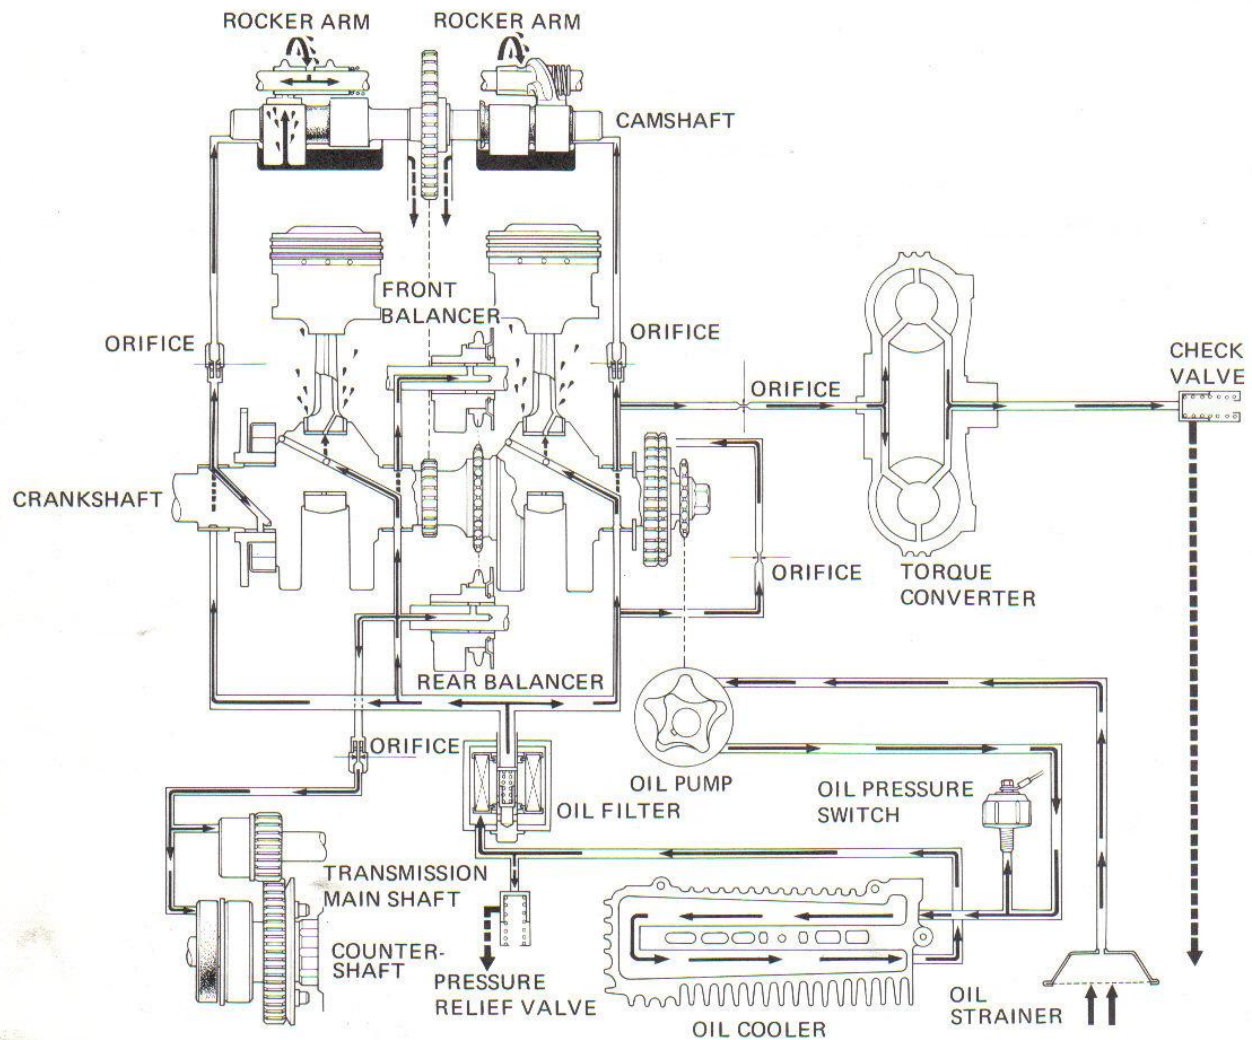 ROCKER ARM
ROCKER ARM
CAMSHAFT
FRONT
BALANCER
ORIFICE
ORIFICE
ORIFICE
CHECK
VALVE
CRANKSHAFT
ORIFICE
TORQUE
CONVERTER
REAR BALANCER
ORIFICE
OIL PUMP
OIL FILTER
OIL PRESSURE
SWITCH
TRANSMISSION
MAIN SHAFT
COUNTER-
SHAFT
PRESSURE
RELIEF VALVE
OIL COOLER
OIL
STRAINER